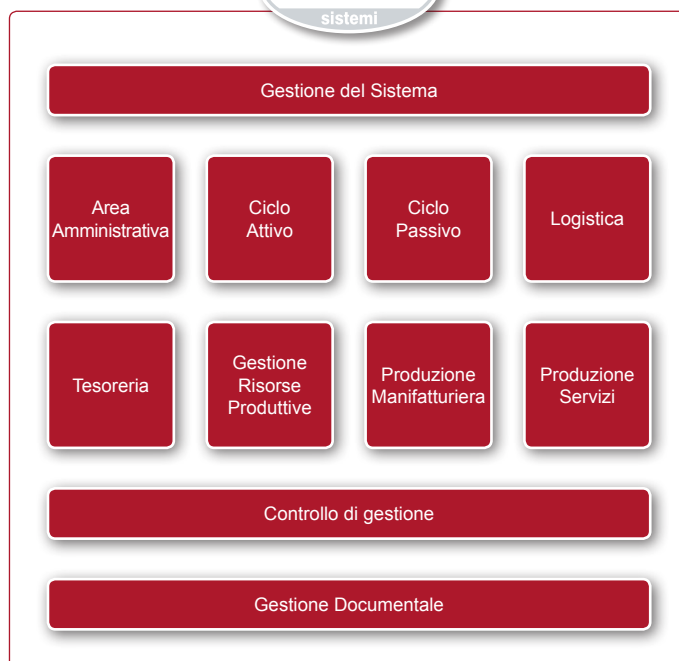 sistemi
Gestione del Sistema
Area
Amministrativa
Ciclo
Attivo
Ciclo
Passivo
Logistica
Tesoreria
Gestione
Risorse
Produttive
Produzione
Manifatturiera
Produzione
Servizi
Controllo di gestione
Gestione Documentale